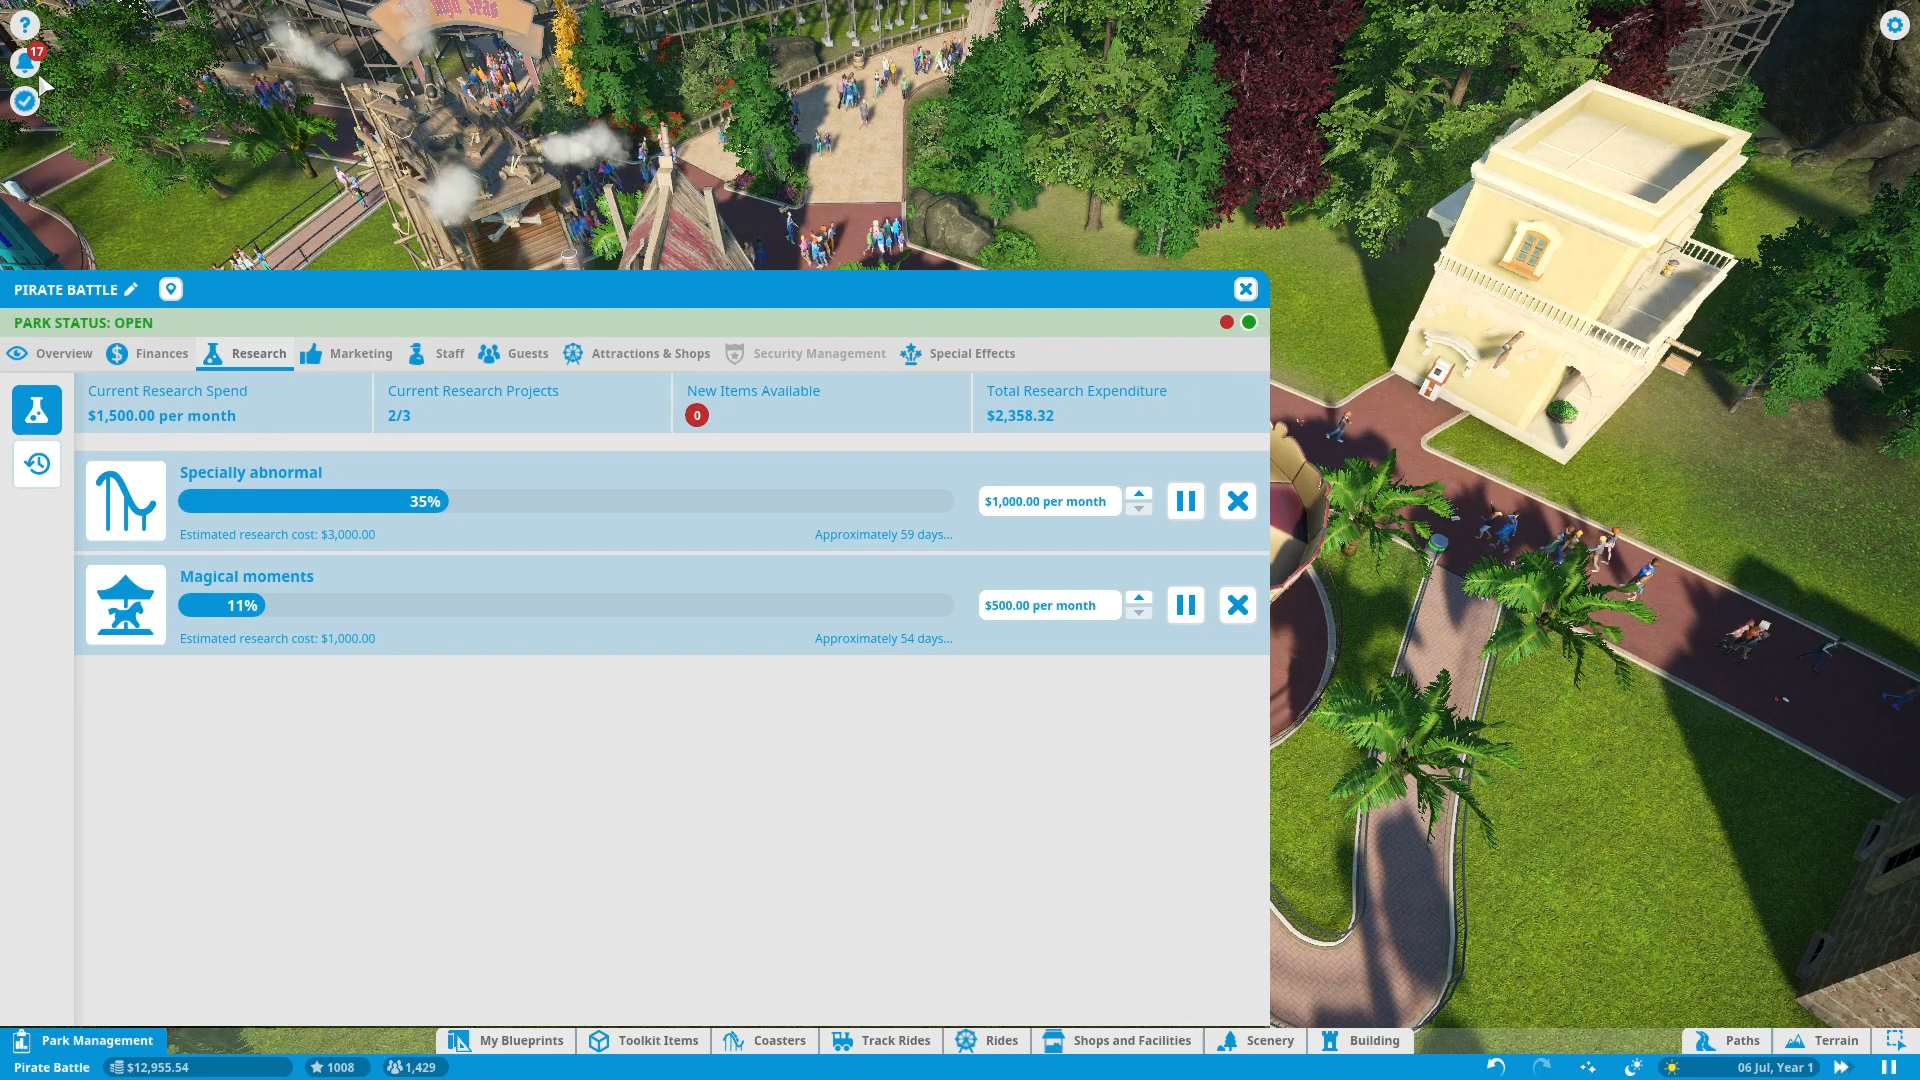 High Seas
?
17
PIRATE BATTLE
PARK STATUS: OPEN
Overview
Finances
Research
Marketing
Staff
Guests
Attractions & Shops
Security Management
Special Effects
Current Research Spend
$1,500.00 per month
Current Research Projects
2/3
New Items Available
0
Total Research Expenditure
$2,358.32
Specially abnormal
35%
$1,000.00 per month
Estimated research cost: $3,000.00
Approximately 59 days...
Magical moments
11%
$500.00 per month
Estimated research cost: $1,000.00
Approximately 54 days...
Park Management
My Blueprints
Toolkit Items
Coasters
Track Rides
Rides
Shops and Facilities
Scenery
Building
Paths
Terrain
Pirate Battle
$12,955.54
1008
1,429
06 Jul, Year 1